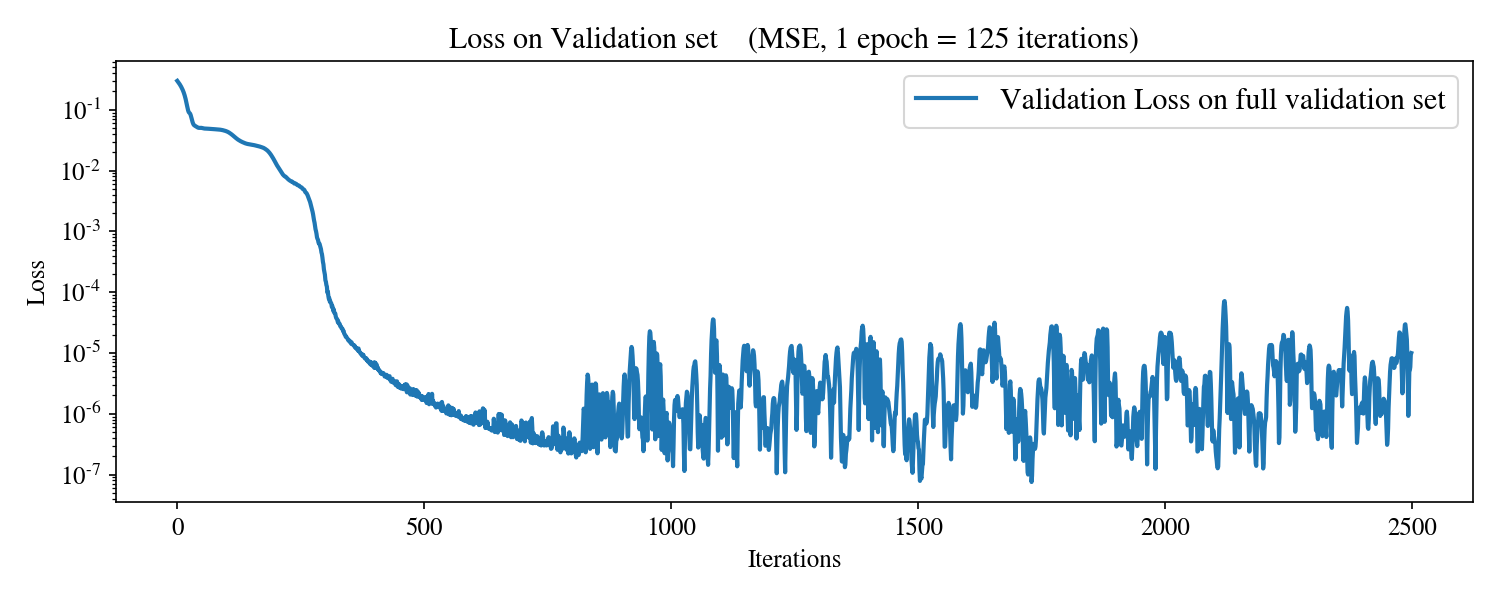 Loss on Validation set (MSE, 1 epoch = 125 iterations)
Validation Loss on full validation set
10⁻¹
10⁻²
10⁻³
10⁻⁴
10⁻⁵
10⁻⁶
10⁻⁷
Loss
0 500 1000 1500 2000 2500
Iterations